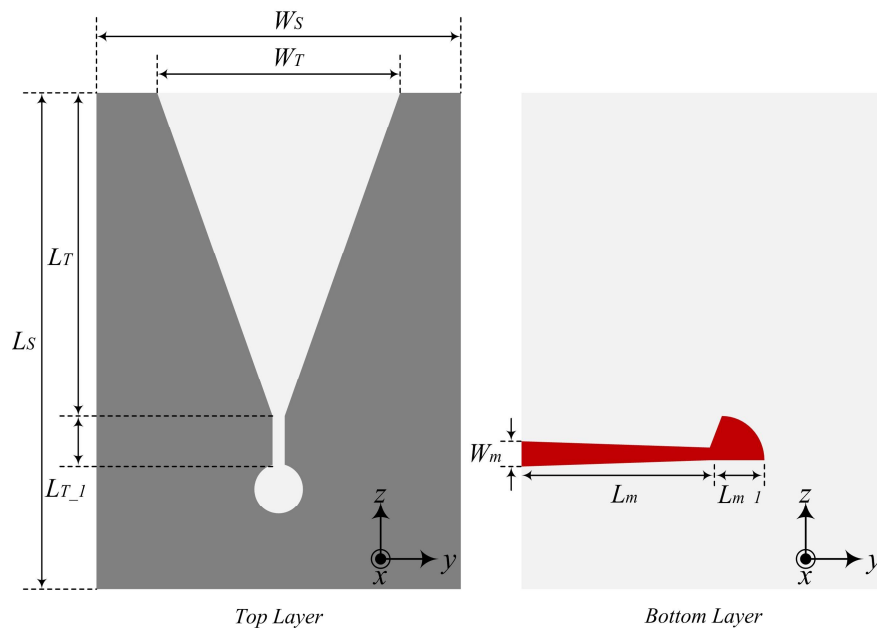 WS
WT
LT
LS
LT_1
z
y
x
Top Layer
Wm
Lm
Lm 1
z
y
x
Bottom Layer